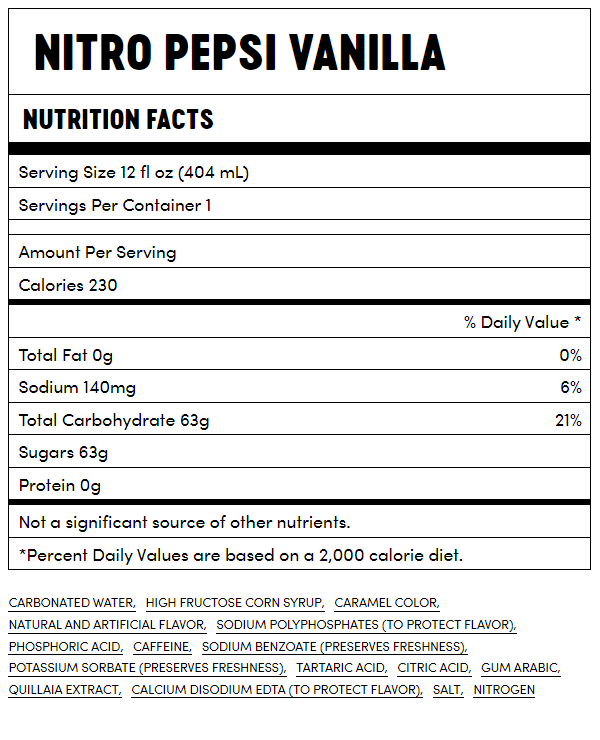 NITRO PEPSI VANILLA
NUTRITION FACTS
Serving Size 12 fl oz (404 mL)
Servings Per Container 1
Amount Per Serving
Calories 230
% Daily Value *
Total Fat 0g 0%
Sodium 140mg 6%
Total Carbohydrate 63g 21%
Sugars 63g
Protein 0g
Not a significant source of other nutrients.
*Percent Daily Values are based on a 2,000 calorie diet.
CARBONATED WATER, HIGH FRUCTOSE CORN SYRUP, CARAMEL COLOR,
NATURAL AND ARTIFICIAL FLAVOR, SODIUM POLYPHOSPHATES (TO PROTECT FLAVOR),
PHOSPHORIC ACID, CAFFEINE, SODIUM BENZOATE (PRESERVES FRESHNESS),
POTASSIUM SORBATE (PRESERVES FRESHNESS), TARTARIC ACID, CITRIC ACID, GUM ARABIC,
QUILLAIA EXTRACT, CALCIUM DISODIUM EDTA (TO PROTECT FLAVOR), SALT, NITROGEN